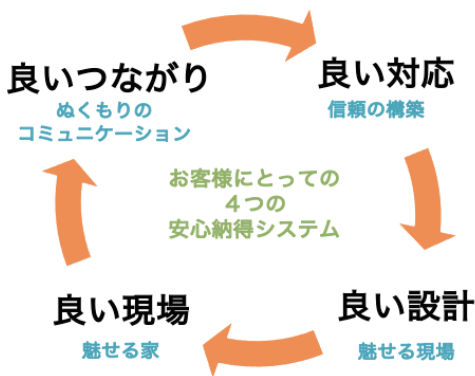 良いつながり
ぬくもりの
コミュニケーション
良い対応
信頼の構築
お客様にとっての
４つの
安心納得システム
良い現場
魅せる家
良い設計
魅せる現場